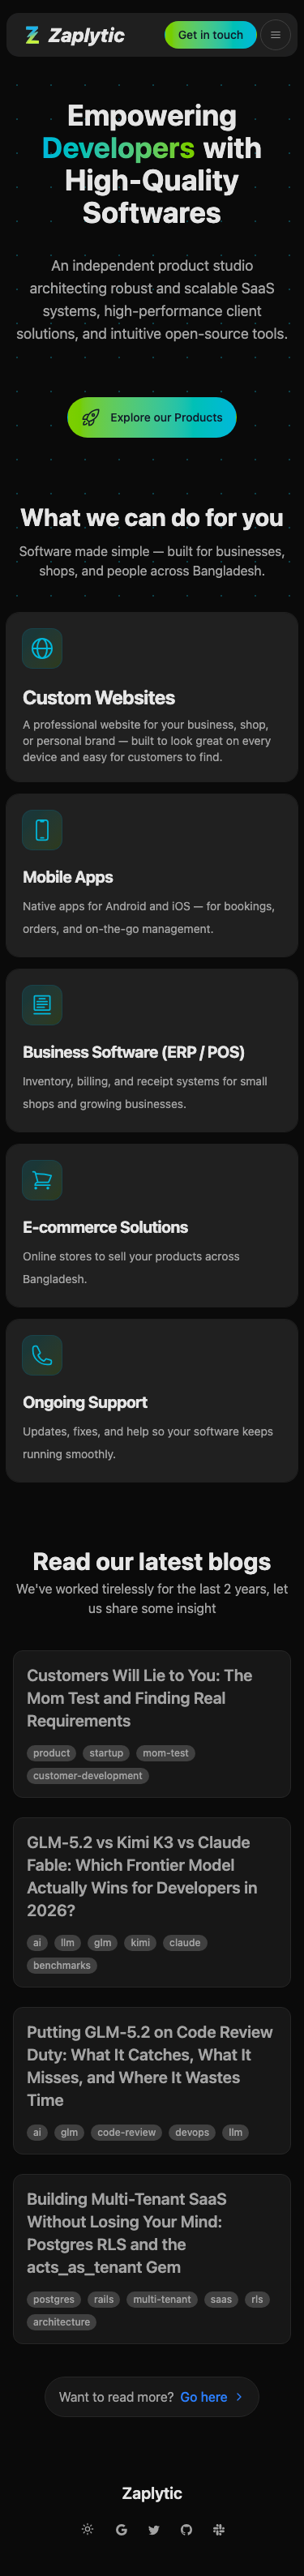 Zaplytic
Get in touch
Empowering
Developers with
High-Quality
Softwares
An independent product studio
architecting robust and scalable SaaS
systems, high-performance client
solutions, and intuitive open-source tools.
Explore our Products
What we can do for you
Software made simple — built for businesses,
shops, and people across Bangladesh.
Custom Websites
A professional website for your business, shop,
or personal brand — built to look great on every
device and easy for customers to find.
Mobile Apps
Native apps for Android and iOS — for bookings,
orders, and on-the-go management.
Business Software (ERP / POS)
Inventory, billing, and receipt systems for small
shops and growing businesses.
E-commerce Solutions
Online stores to sell your products across
Bangladesh.
Ongoing Support
Updates, fixes, and help so your software keeps
running smoothly.
Read our latest blogs
We've worked tirelessly for the last 2 years, let
us share some insight
Customers Will Lie to You: The
Mom Test and Finding Real
Requirements
product startup mom-test
customer-development
GLM-5.2 vs Kimi K3 vs Claude
Fable: Which Frontier Model
Actually Wins for Developers in
2026?
ai llm glm kimi claude
benchmarks
Putting GLM-5.2 on Code Review
Duty: What It Catches, What It
Misses, and Where It Wastes
Time
ai glm code-review devops llm
Building Multi-Tenant SaaS
Without Losing Your Mind:
Postgres RLS and the
acts_as_tenant Gem
postgres rails multi-tenant saas rls
architecture
Want to read more? Go here
Zaplytic